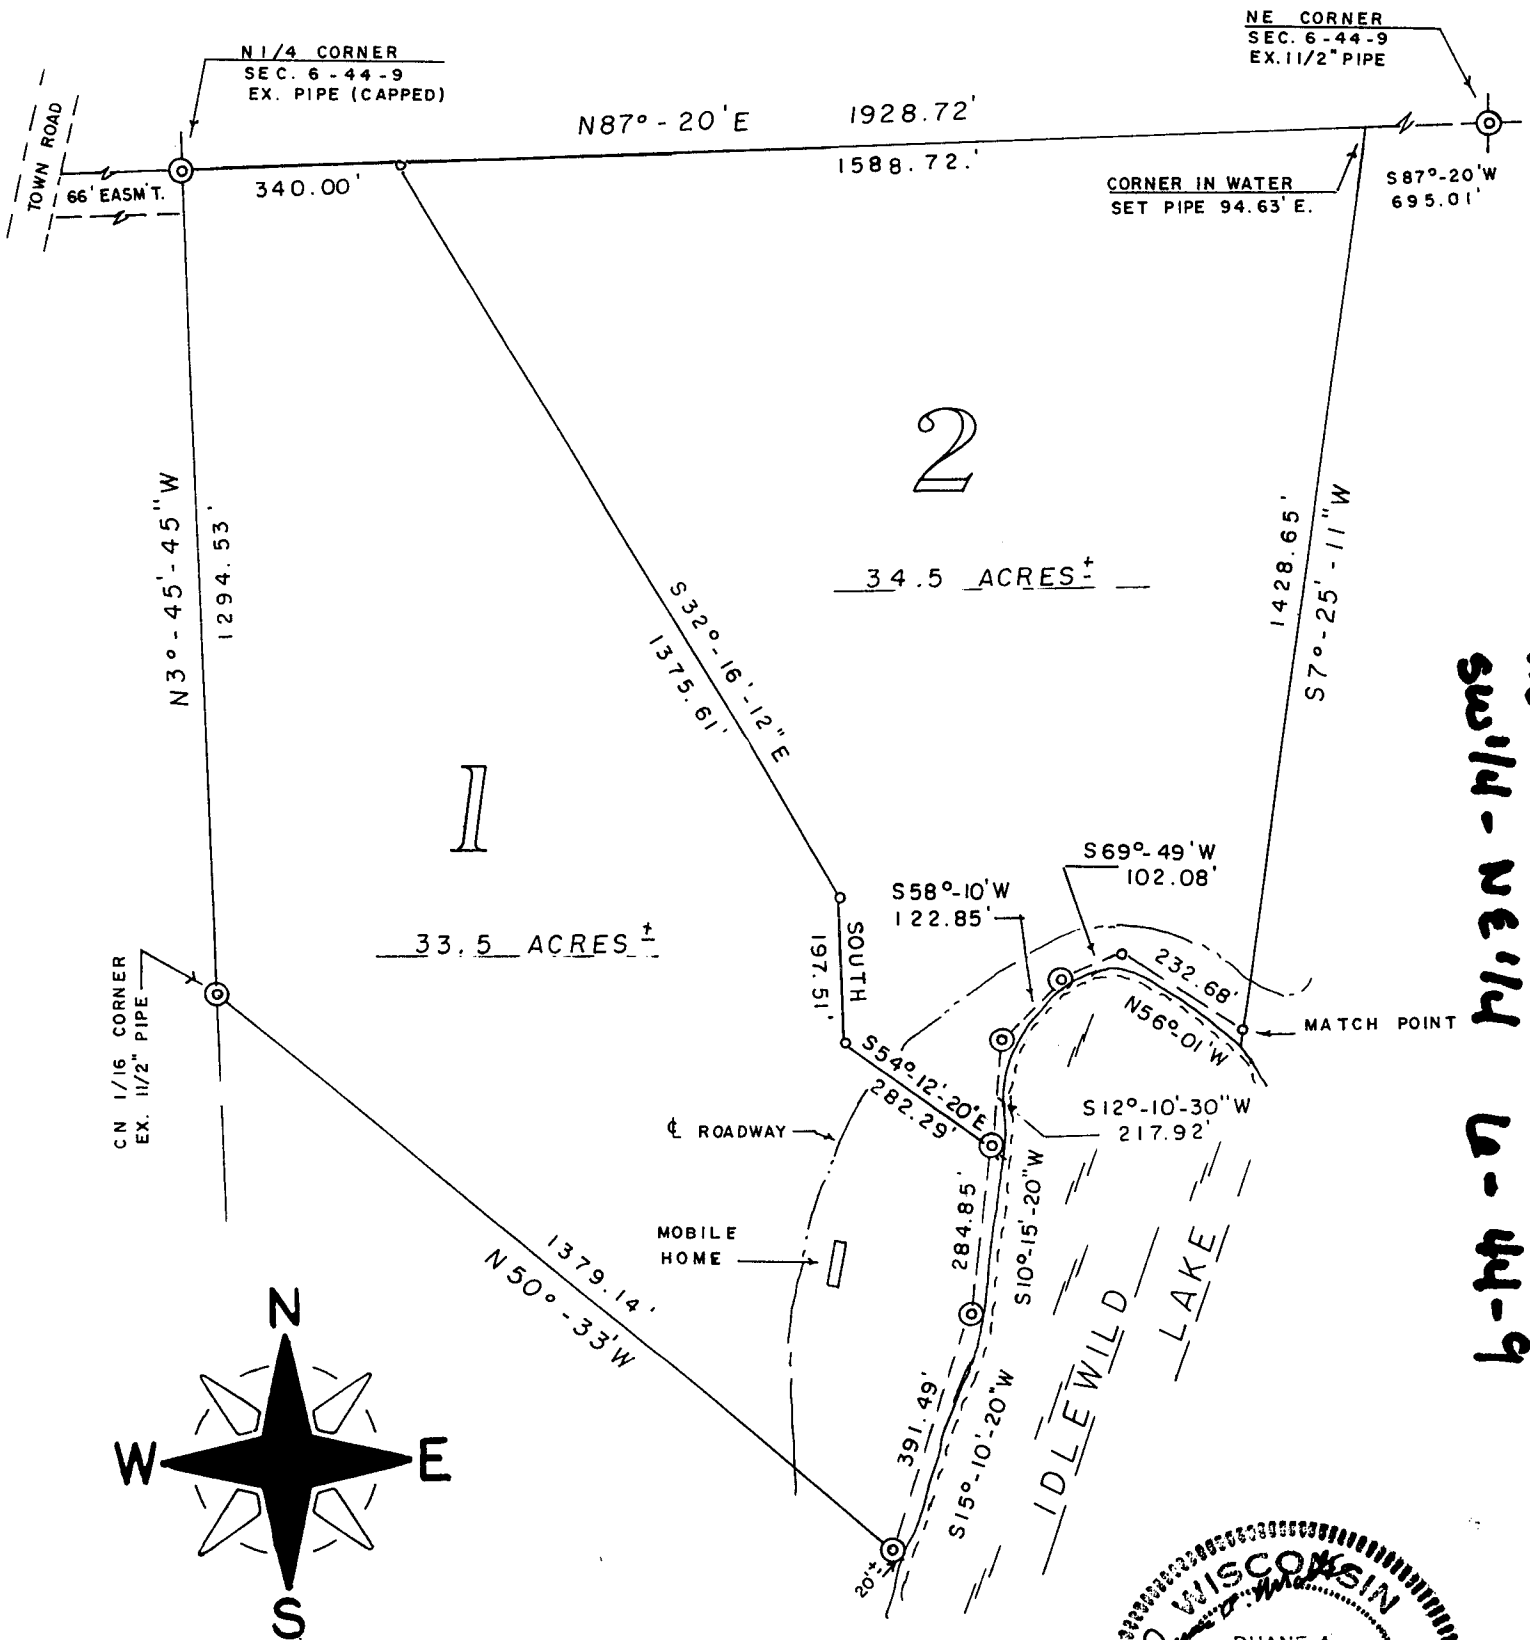 N 1/4 CORNER
SEC. 6-44-9
EX. PIPE (CAPPED)
NE CORNER
SEC. 6-44-9
EX. 1 1/2" PIPE
TOWN ROAD
66' EASM'T.
N87°-20'E 1928.72'
340.00'
1588.72.'
CORNER IN WATER
SET PIPE 94.63' E.
S87°-20'W
695.01'
N3°-45'-45"W
1294.53'
2
34.5 ACRES ±
S32°-16'-12"E
1375.61'
1428.65'
S7°-25'-11"W
SW1/4 - NE1/4 6-44-9
1
33.5 ACRES ±
CN 1/16 CORNER
EX. 1 1/2" PIPE
SOUTH
197.51'
S69°-49'W
102.08'
S58°-10'W
122.85'
232.68'
N56°-01'W
MATCH POINT
S54°-12'-20"E
282.29'
℄ ROADWAY
S12°-10'-30"W
217.92'
MOBILE
HOME
284.85'
S10°-15'-20"W
1379.14'
N50°-33'W
391.49'
S15°-10'-20"W
20'±
IDLEWILD
LAKE
N
W
E
S
WISCONSIN
DUANE A.